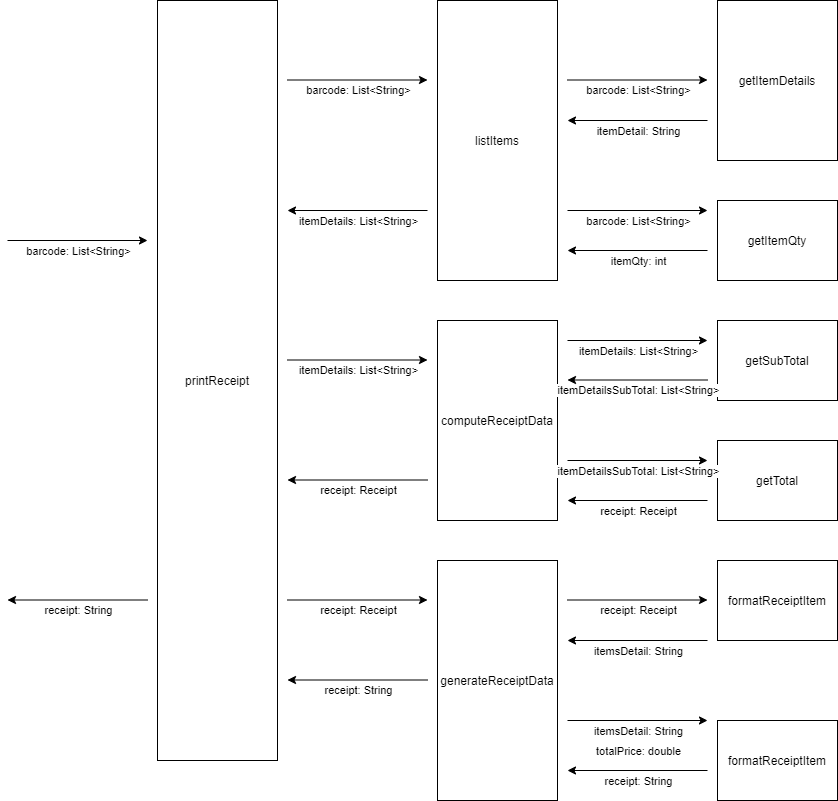 getItemDetails
barcode: List<String>
barcode: List<String>
itemDetail: String
listItems
itemDetails: List<String>
barcode: List<String>
getItemQty
barcode: List<String>
itemQty: int
printReceipt
itemDetails: List<String>
itemDetails: List<String>
getSubTotal
itemDetailsSubTotal: List<String>
computeReceiptData
itemDetailsSubTotal: List<String>
getTotal
receipt: Receipt
receipt: Receipt
receipt: String
receipt: Receipt
receipt: Receipt
formatReceiptItem
itemsDetail: String
generateReceiptData
receipt: String
itemsDetail: String
totalPrice: double
formatReceiptItem
receipt: String